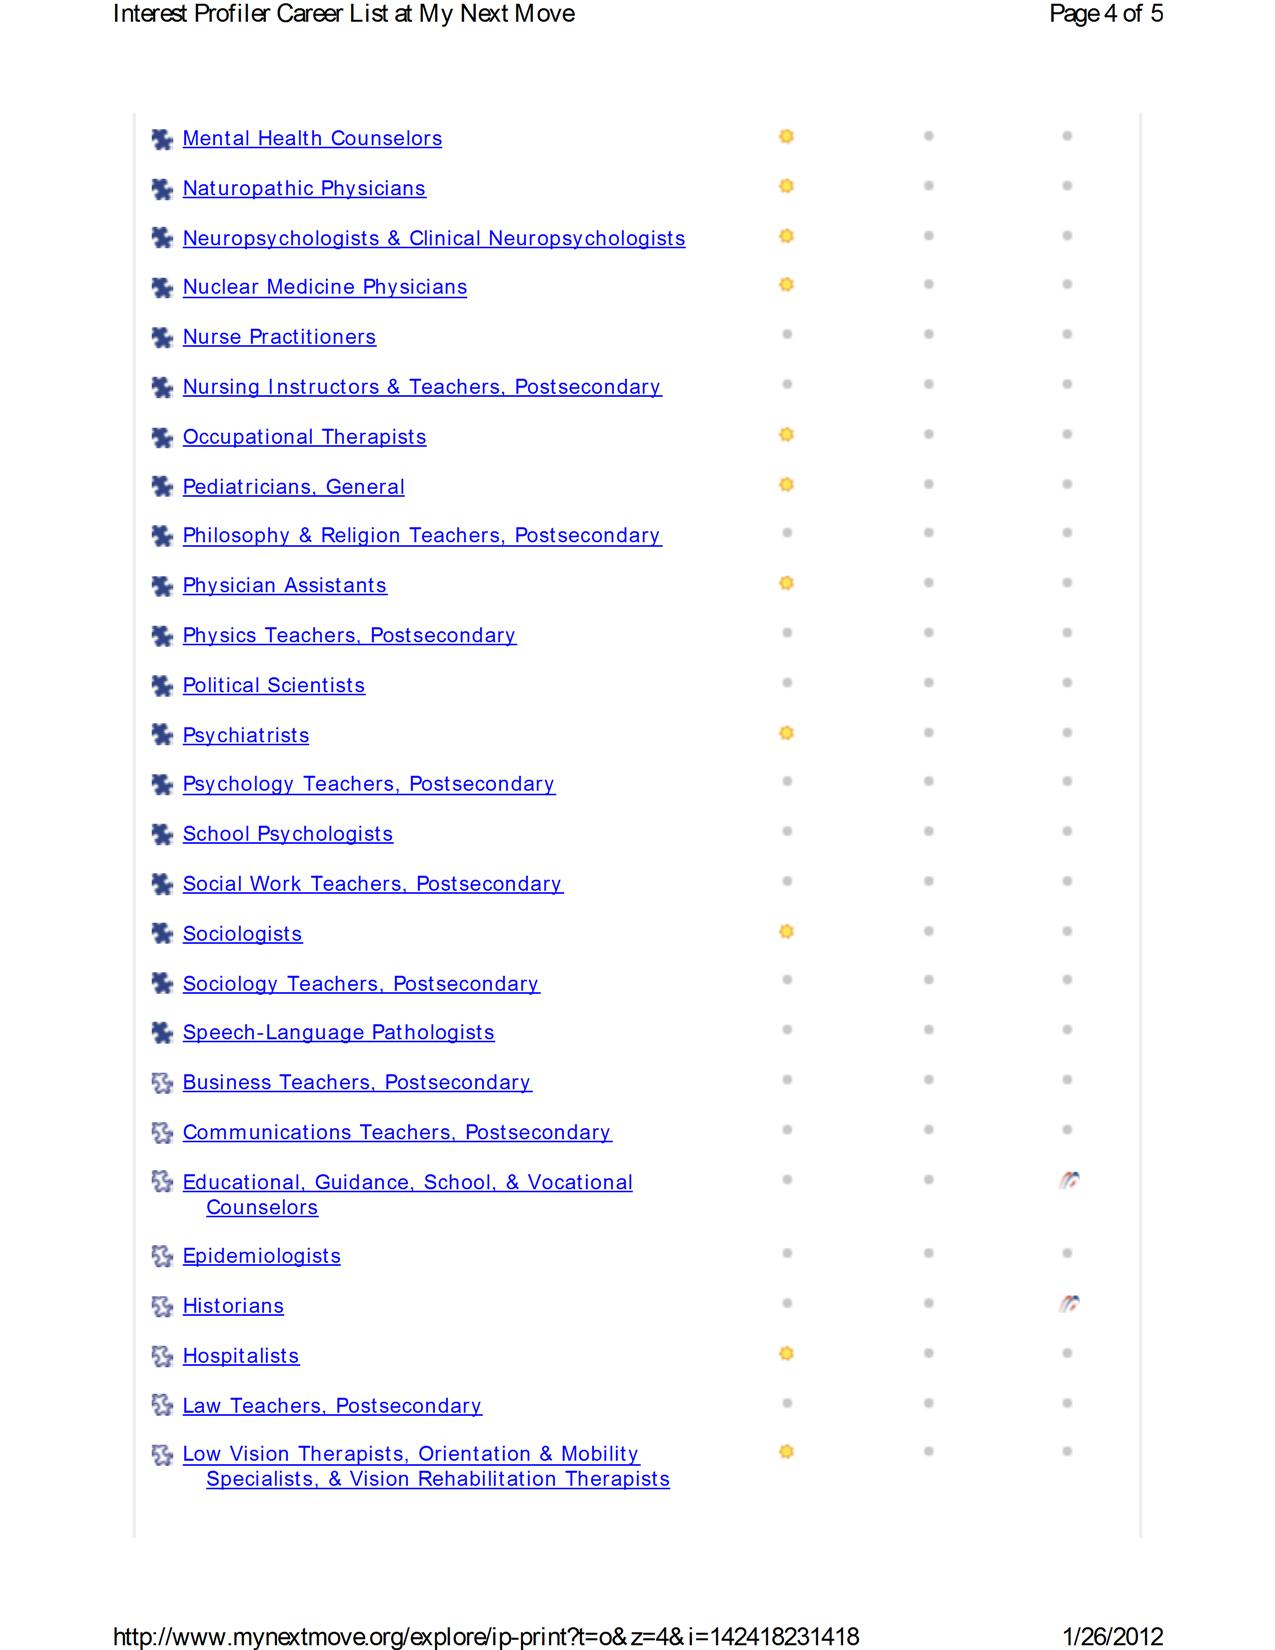 Interest Profiler Career List at My Next Move Page 4 of 5
Mental Health Counselors
Naturopathic Physicians
Neuropsychologists & Clinical Neuropsychologists
Nuclear Medicine Physicians
Nurse Practitioners
Nursing Instructors & Teachers, Postsecondary
Occupational Therapists
Pediatricians, General
Philosophy & Religion Teachers, Postsecondary
Physician Assistants
Physics Teachers, Postsecondary
Political Scientists
Psychiatrists
Psychology Teachers, Postsecondary
School Psychologists
Social Work Teachers, Postsecondary
Sociologists
Sociology Teachers, Postsecondary
Speech-Language Pathologists
Business Teachers, Postsecondary
Communications Teachers, Postsecondary
Educational, Guidance, School, & Vocational
Counselors
Epidemiologists
Historians
Hospitalists
Law Teachers, Postsecondary
Low Vision Therapists, Orientation & Mobility
Specialists, & Vision Rehabilitation Therapists
http://www.mynextmove.org/explore/ip-print?t=o&z=4&i=142418231418 1/26/2012